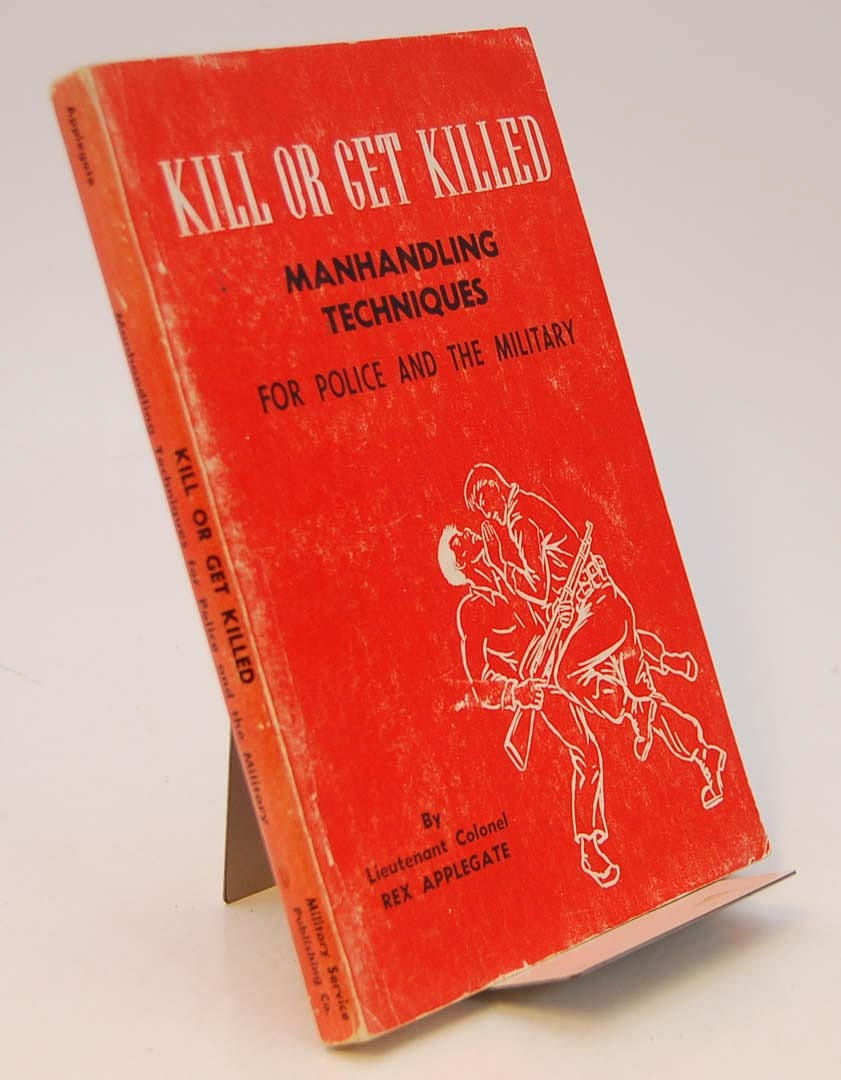 KILL OR GET KILLED
MANHANDLING
TECHNIQUES
FOR POLICE AND THE MILITARY
By
Lieutenant Colonel
REX APPLEGATE
Applegate
KILL OR GET KILLED
Manhandling Techniques for Police and the Military
Military Service
Publishing Co.